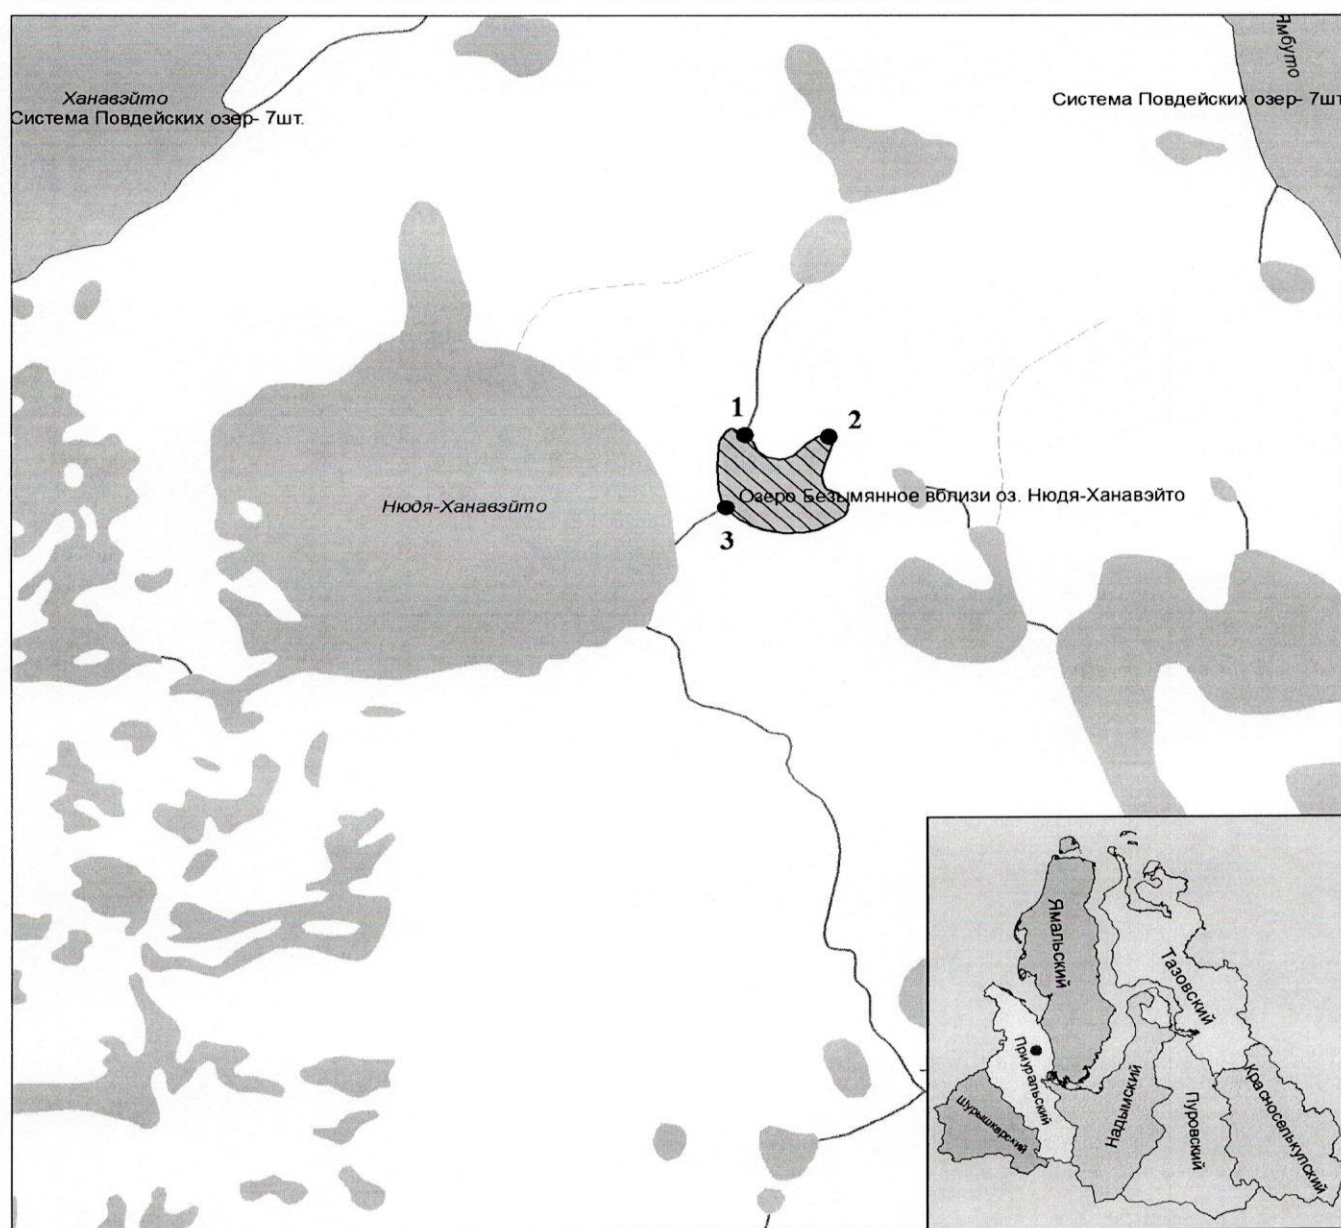 Ямбуто
Ханавэйто
Система Повдейских озер- 7шт.
Система Повдейских озер- 7шт
1
2
Озеро Безымянное вблизи оз. Нюдя-Ханавэйто
Нюдя-Ханавэйто
3
Ямальский
Тазовский
Приуральский
Шурышкарский
Надымский
Пуровский
Красноселькупский